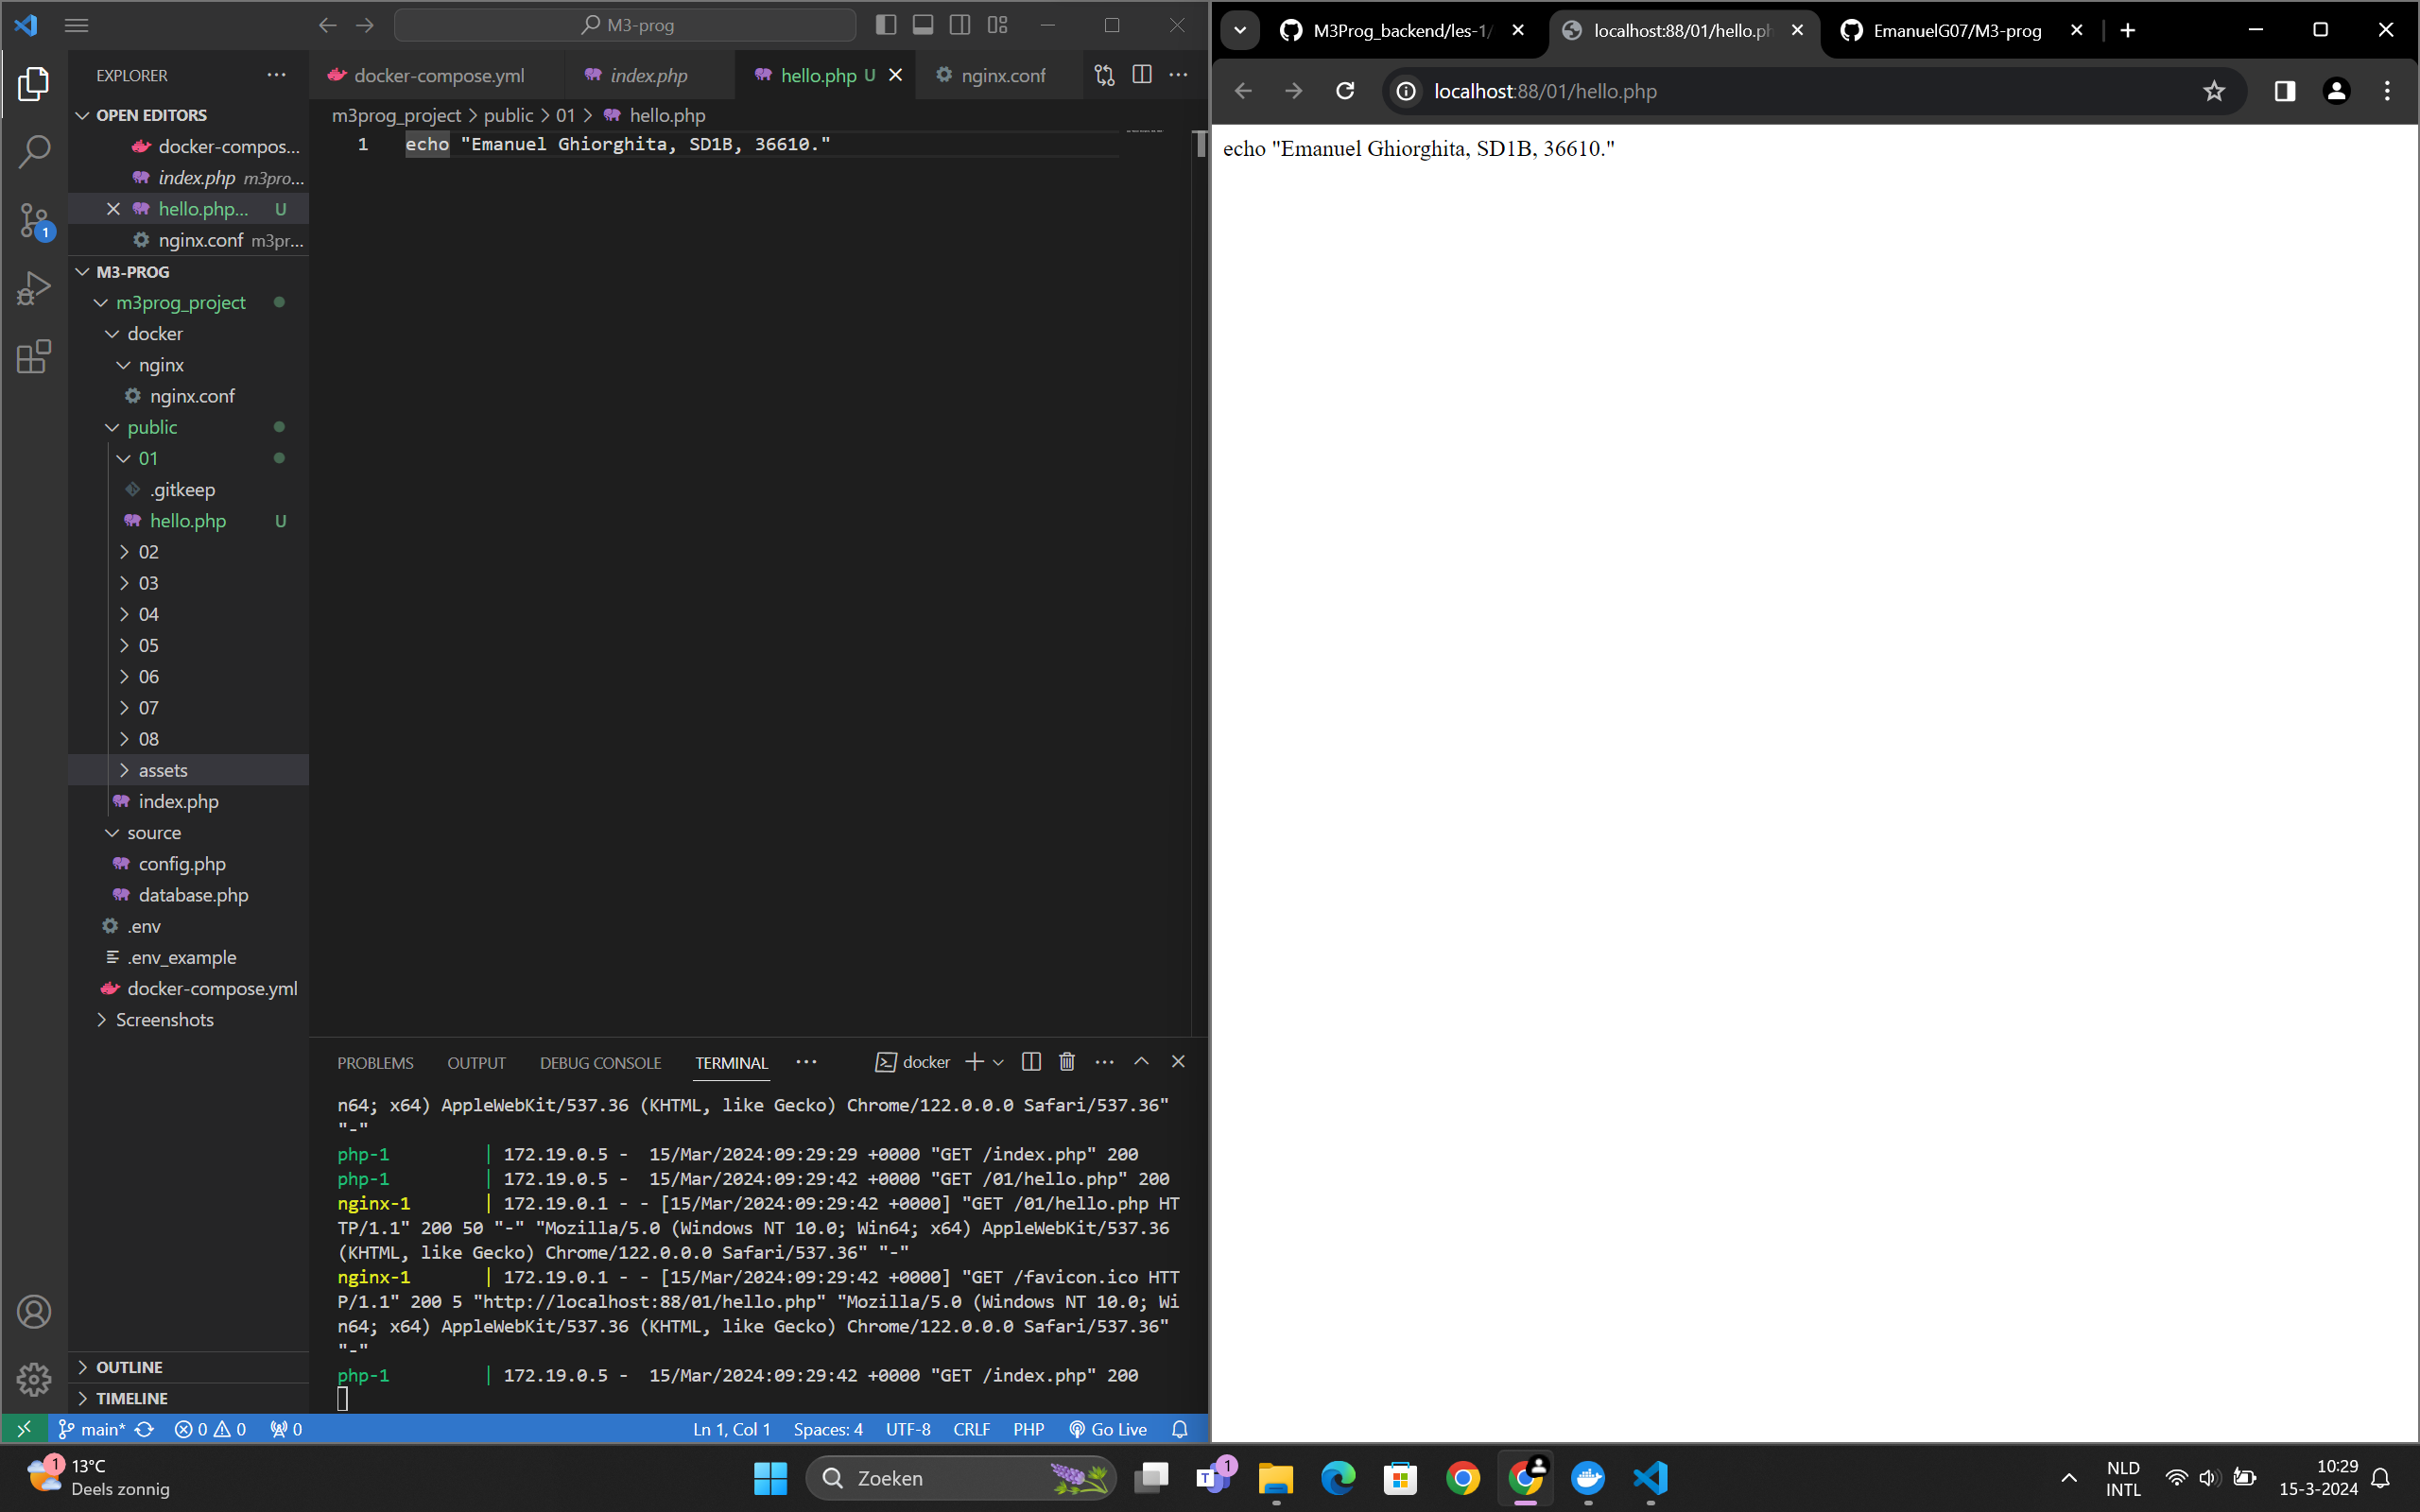 M3-prog
EXPLORER
OPEN EDITORS
docker-compos...
index.php m3pro...
hello.php... U
nginx.conf m3pr...
M3-PROG
m3prog_project
docker
nginx
nginx.conf
public
01
.gitkeep
hello.php U
02
03
04
05
06
07
08
assets
index.php
source
config.php
database.php
.env
.env_example
docker-compose.yml
Screenshots
OUTLINE
TIMELINE
docker-compose.yml
index.php
hello.php U
nginx.conf
m3prog_project > public > 01 > hello.php
1 echo "Emanuel Ghiorghita, SD1B, 36610."
PROBLEMS OUTPUT DEBUG CONSOLE TERMINAL
docker
n64; x64) AppleWebKit/537.36 (KHTML, like Gecko) Chrome/122.0.0.0 Safari/537.36"
"-"
php-1 | 172.19.0.5 - 15/Mar/2024:09:29:29 +0000 "GET /index.php" 200
php-1 | 172.19.0.5 - 15/Mar/2024:09:29:42 +0000 "GET /01/hello.php" 200
nginx-1 | 172.19.0.1 - - [15/Mar/2024:09:29:42 +0000] "GET /01/hello.php HT
TP/1.1" 200 50 "-" "Mozilla/5.0 (Windows NT 10.0; Win64; x64) AppleWebKit/537.36
(KHTML, like Gecko) Chrome/122.0.0.0 Safari/537.36" "-"
nginx-1 | 172.19.0.1 - - [15/Mar/2024:09:29:42 +0000] "GET /favicon.ico HTT
P/1.1" 200 5 "http://localhost:88/01/hello.php" "Mozilla/5.0 (Windows NT 10.0; Wi
n64; x64) AppleWebKit/537.36 (KHTML, like Gecko) Chrome/122.0.0.0 Safari/537.36"
"-"
php-1 | 172.19.0.5 - 15/Mar/2024:09:29:42 +0000 "GET /index.php" 200
main* 0 0 0
Ln 1, Col 1 Spaces: 4 UTF-8 CRLF PHP Go Live
M3Prog_backend/les-1/
localhost:88/01/hello.ph
EmanuelG07/M3-prog
localhost:88/01/hello.php
echo "Emanuel Ghiorghita, SD1B, 36610."
1
1
13°C
Deels zonnig
Zoeken
1
NLD
INTL
10:29
15-3-2024